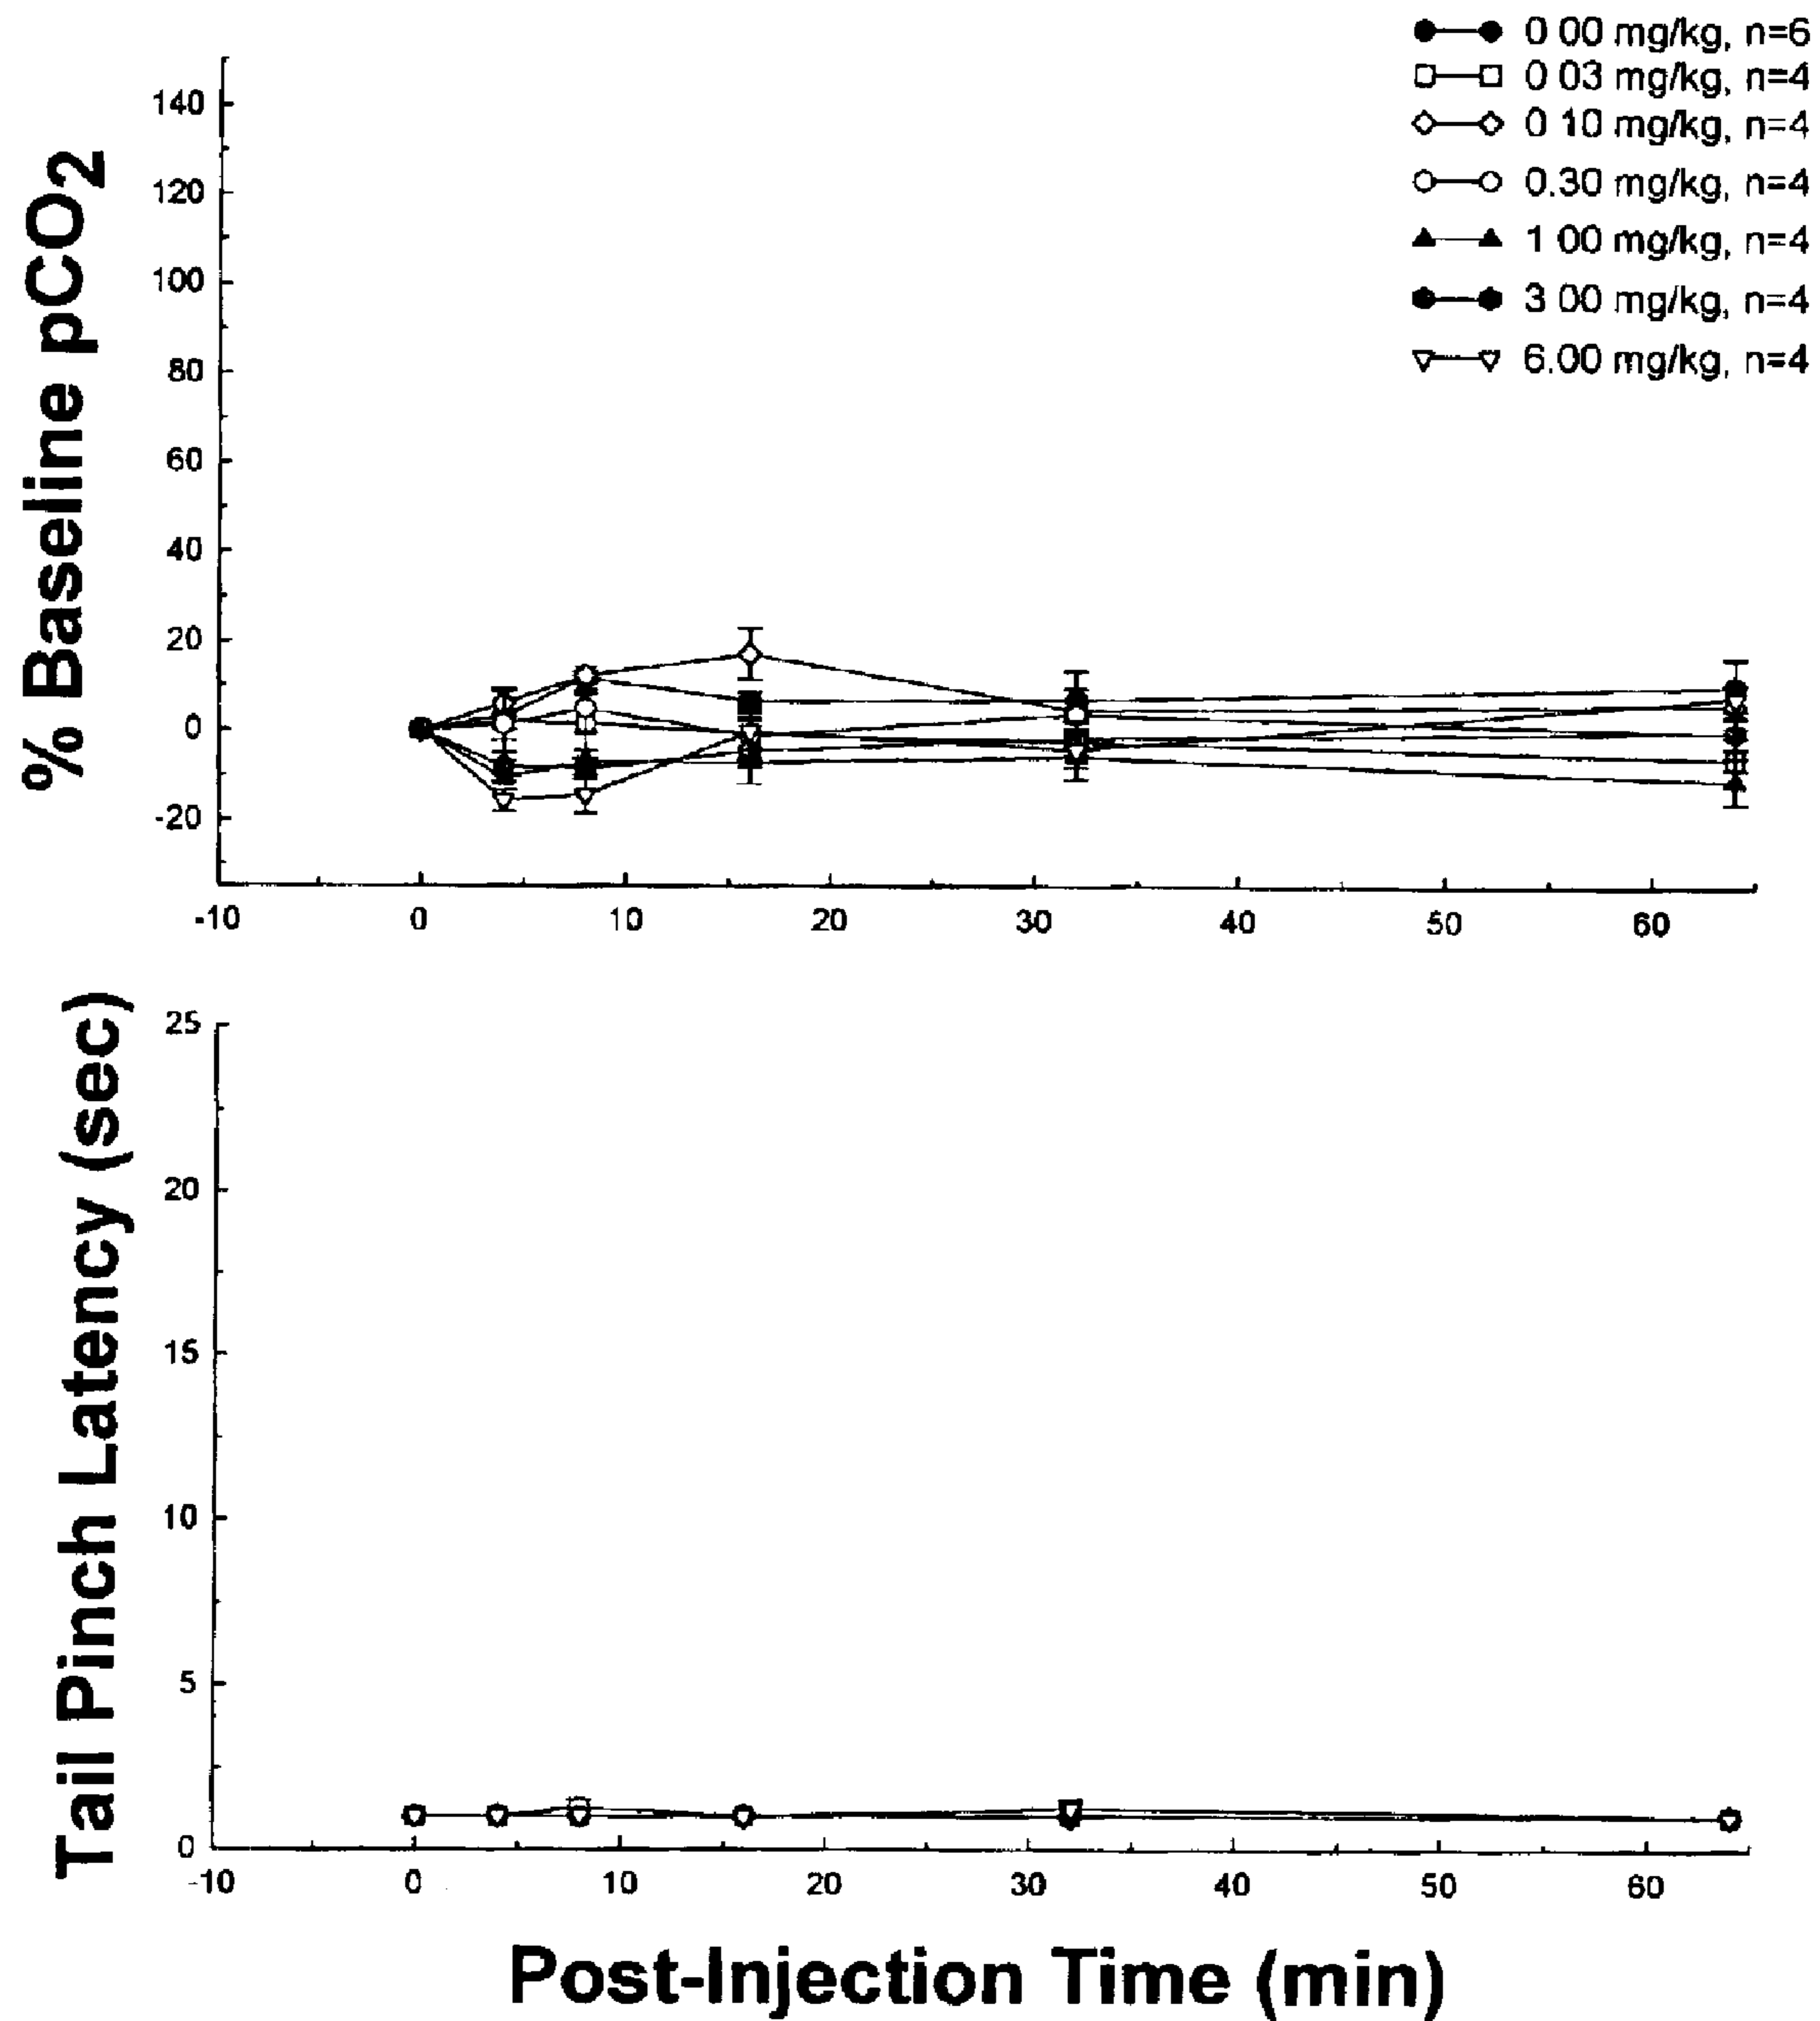 0 00 mg/kg, n=6
0 03 mg/kg, n=4
0 10 mg/kg, n=4
0.30 mg/kg, n=4
1 00 mg/kg, n=4
3 00 mg/kg, n=4
6.00 mg/kg, n=4
% Baseline pCO2
140
120
100
80
60
40
20
0
-20
-10 0 10 20 30 40 50 60
Tail Pinch Latency (sec)
25
20
15
10
5
0
-10 0 10 20 30 40 50 60
Post-Injection Time (min)